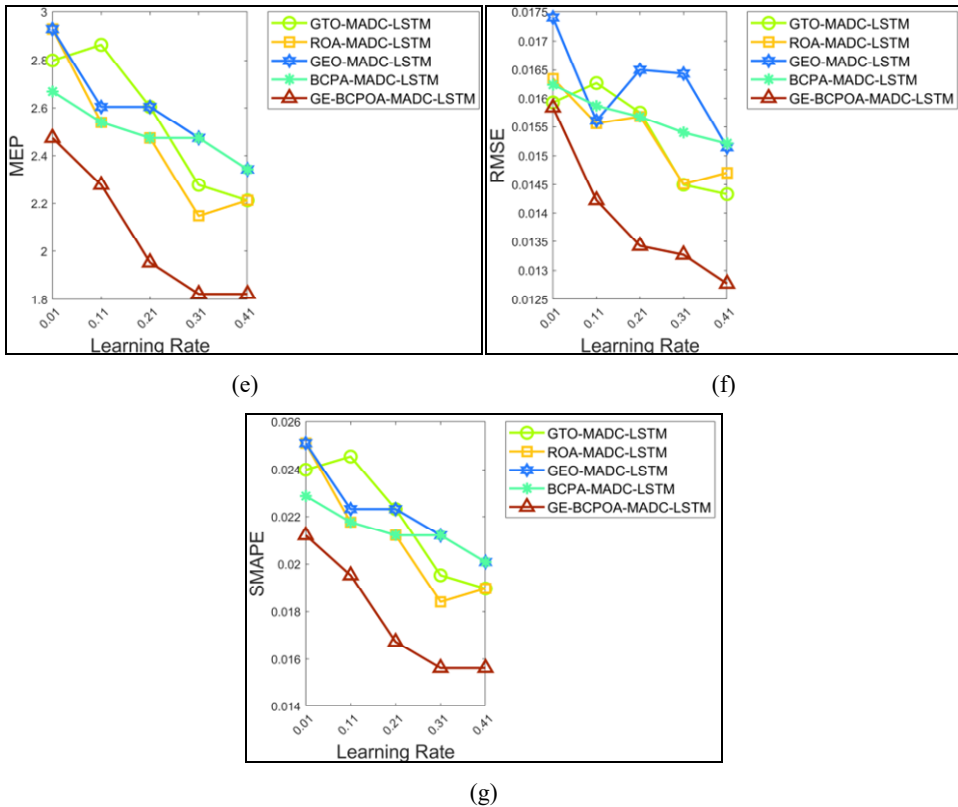 3
2.8
2.6
2.4
2.2
2
1.8
MEP
0.01
0.11
0.21
0.31
0.41
Learning Rate
GTO-MADC-LSTM
ROA-MADC-LSTM
GEO-MADC-LSTM
BCPA-MADC-LSTM
GE-BCPOA-MADC-LSTM
(e)
0.0175
0.017
0.0165
0.016
0.0155
0.015
0.0145
0.014
0.0135
0.013
0.0125
RMSE
0.01
0.11
0.21
0.31
0.41
Learning Rate
GTO-MADC-LSTM
ROA-MADC-LSTM
GEO-MADC-LSTM
BCPA-MADC-LSTM
GE-BCPOA-MADC-LSTM
(f)
0.026
0.024
0.022
0.02
0.018
0.016
0.014
SMAPE
0.01
0.11
0.21
0.31
0.41
Learning Rate
GTO-MADC-LSTM
ROA-MADC-LSTM
GEO-MADC-LSTM
BCPA-MADC-LSTM
GE-BCPOA-MADC-LSTM
(g)